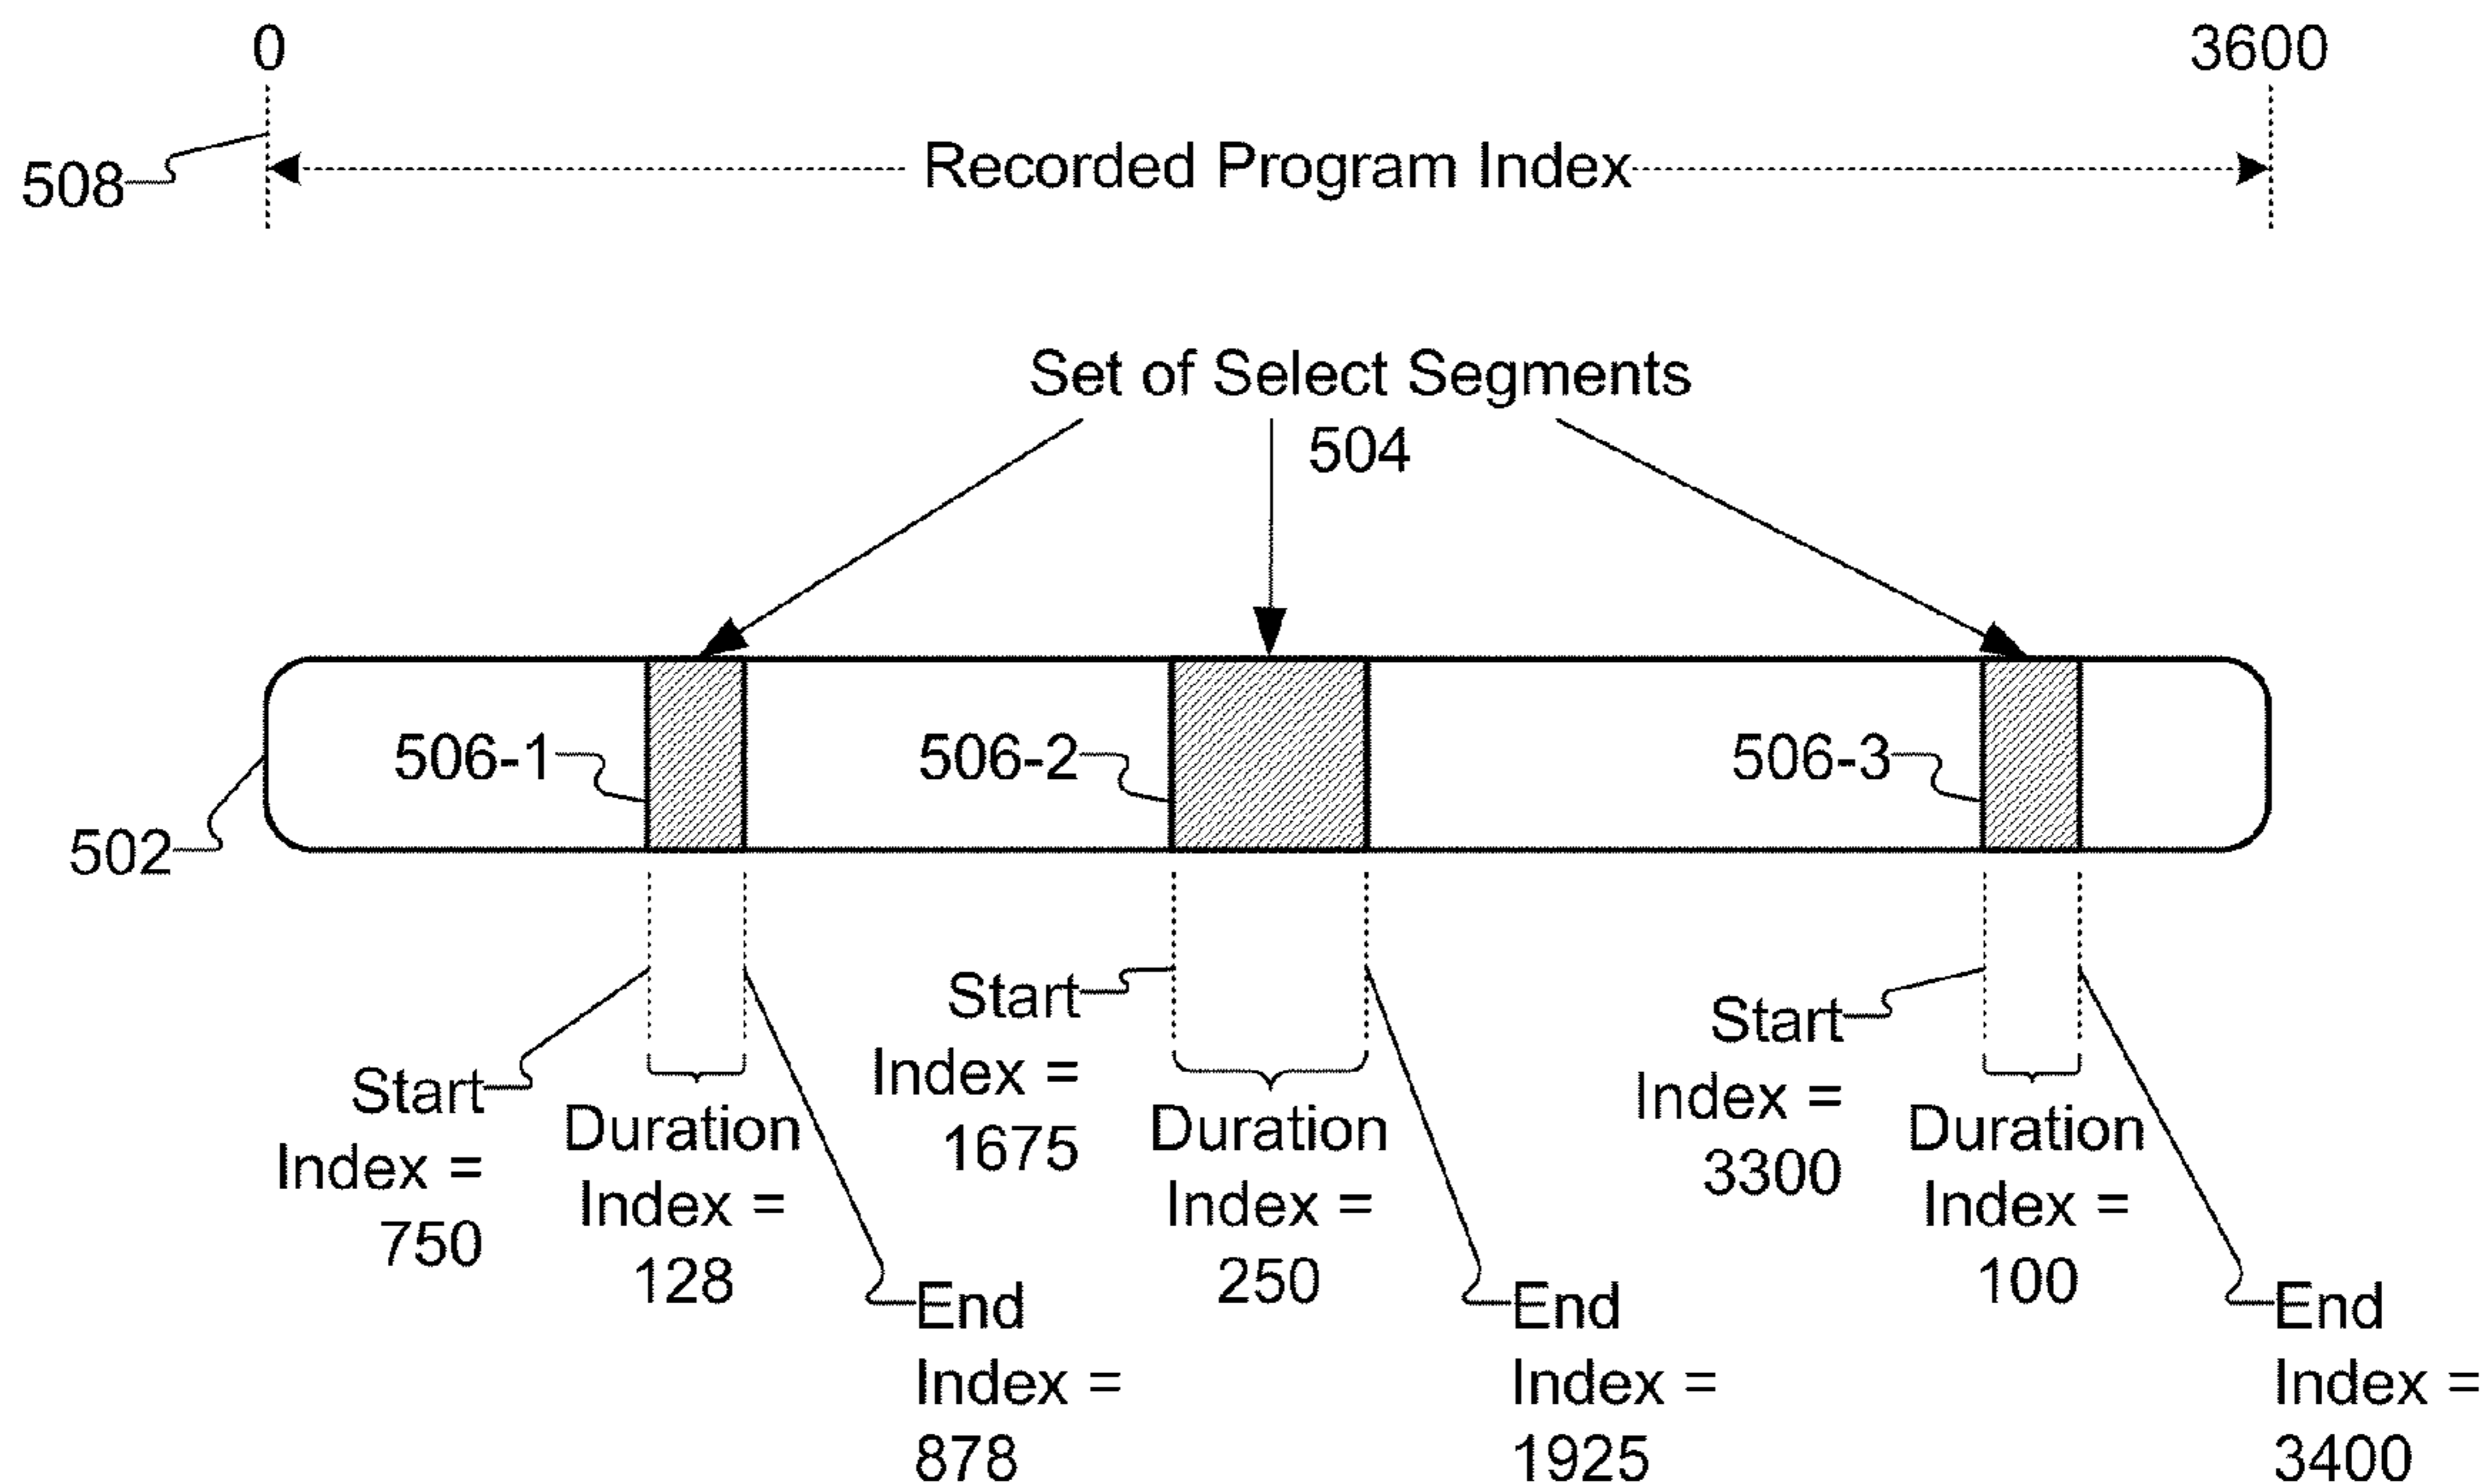 0
3600
508
Recorded Program Index
Set of Select Segments
504
506-1
506-2
506-3
502
Start
Index =
750
Duration
Index =
128
End
Index =
878
Start
Index =
1675
Duration
Index =
250
End
Index =
1925
Start
Index =
3300
Duration
Index =
100
End
Index =
3400